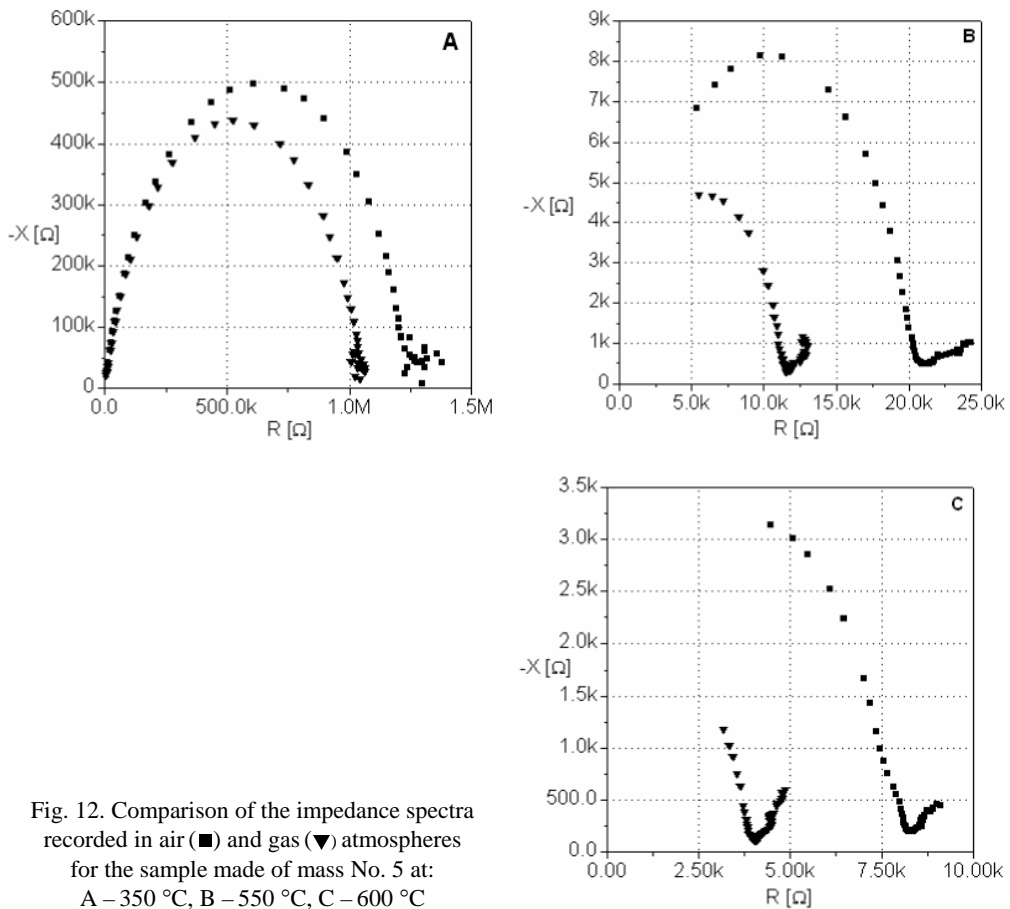 600k
500k
400k
300k
200k
100k
0
-X [Ω]
A
0.0
500.0k
1.0M
1.5M
R [Ω]
9k
8k
7k
6k
5k
4k
3k
2k
1k
0
-X [Ω]
B
0.0
5.0k
10.0k
15.0k
20.0k
25.0k
R [Ω]
3.5k
3.0k
2.5k
2.0k
1.5k
1.0k
500.0
0.0
-X [Ω]
C
0.00
2.50k
5.00k
7.50k
10.00k
R [Ω]
Fig. 12. Comparison of the impedance spectra
recorded in air (■) and gas (▼) atmospheres
for the sample made of mass No. 5 at:
A – 350 °C, B – 550 °C, C – 600 °C